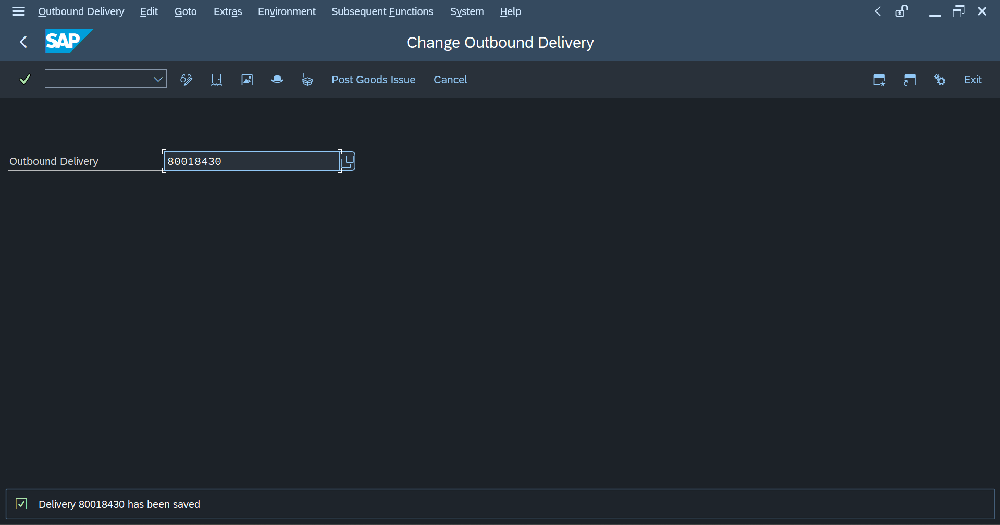 Outbound Delivery Edit Goto Extras Environment Subsequent Functions System Help
SAP Change Outbound Delivery
Post Goods Issue Cancel Exit
Outbound Delivery 80018430
Delivery 80018430 has been saved